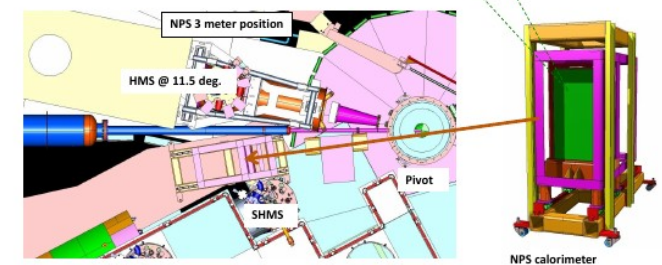 NPS 3 meter position
HMS @ 11.5 deg.
Pivot
SHMS
NPS calorimeter